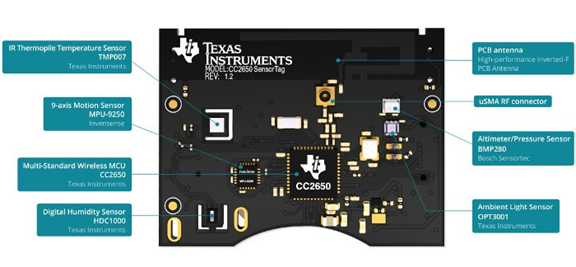 IR Thermopile Temperature Sensor
TMP007
Texas Instruments
9-axis Motion Sensor
MPU-9250
Invensense
Multi-Standard Wireless MCU
CC2650
Texas Instruments
Digital Humidity Sensor
HDC1000
Texas Instruments
TEXAS
INSTRUMENTS
MODEL:CC2650 SensorTag
REV: 1.2
CC2650
PCB antenna
High-performance Inverted-F
PCB Antenna
uSMA RF connector
Altimeter/Pressure Sensor
BMP280
Bosch Sensortec
Ambient Light Sensor
OPT3001
Texas Instruments